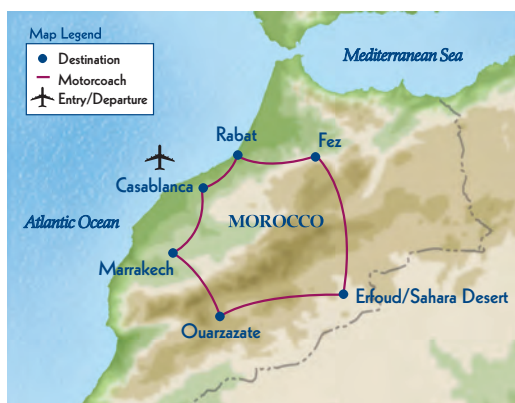 Map Legend
Destination
Motorcoach
Entry/Departure
Mediterranean Sea
Rabat
Fez
Casablanca
Atlantic Ocean
MOROCCO
Marrakech
Erfoud/Sahara Desert
Ouarzazate